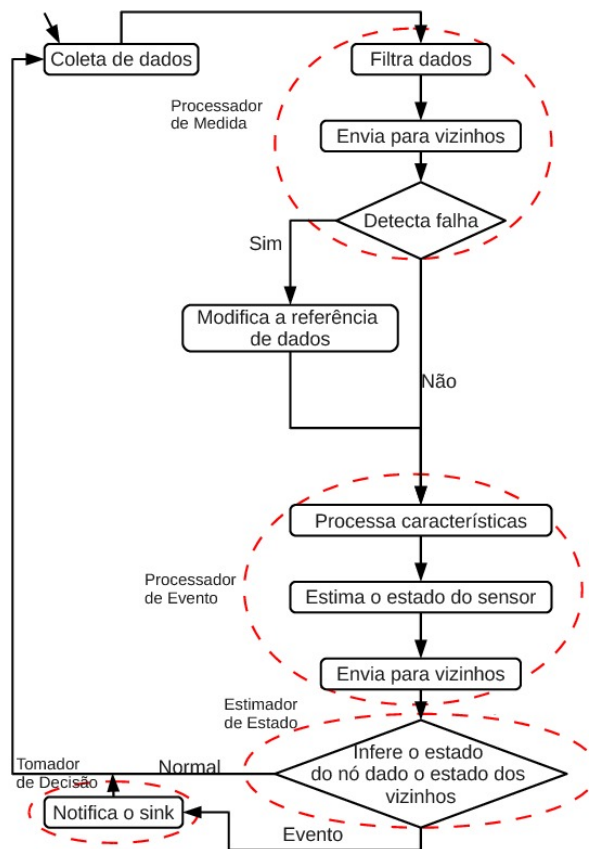 Coleta de dados
Filtra dados
Processador
de Medida
Envia para vizinhos
Detecta falha
Sim
Modifica a referência
de dados
Não
Processa características
Processador
de Evento
Estima o estado do sensor
Envia para vizinhos
Estimador
de Estado
Infere o estado
do nó dado o estado dos
vizinhos
Tomador
de Decisão
Normal
Notifica o sink
Evento